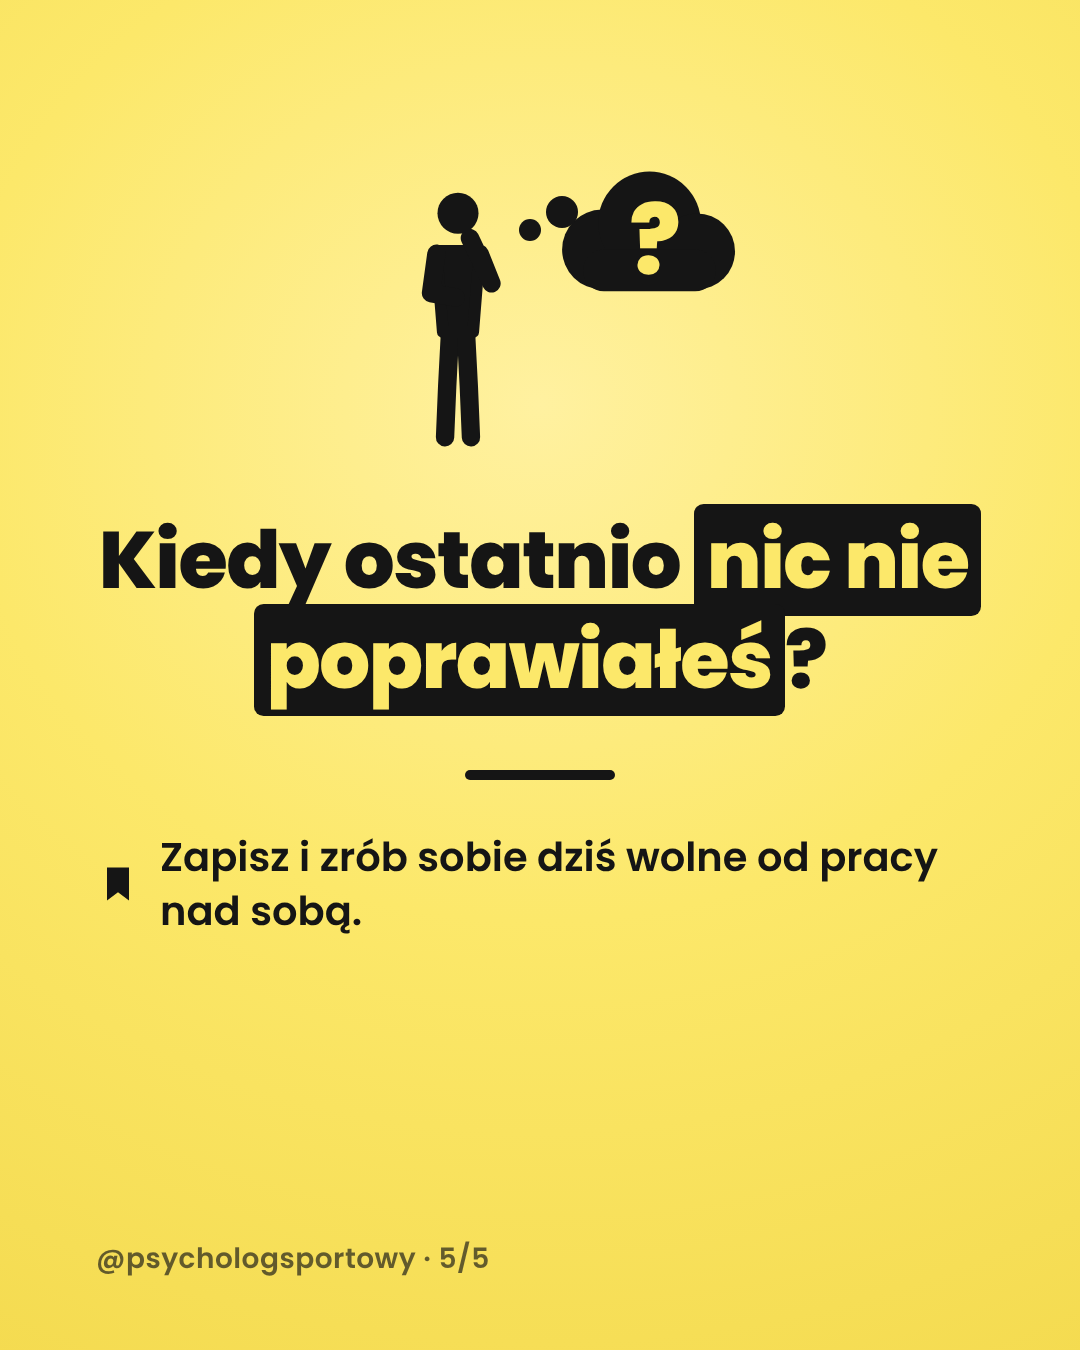 ?
Kiedy ostatnio nic nie
poprawiałeś?
Zapisz i zrób sobie dziś wolne od pracy
nad sobą.
@psychologsportowy · 5/5